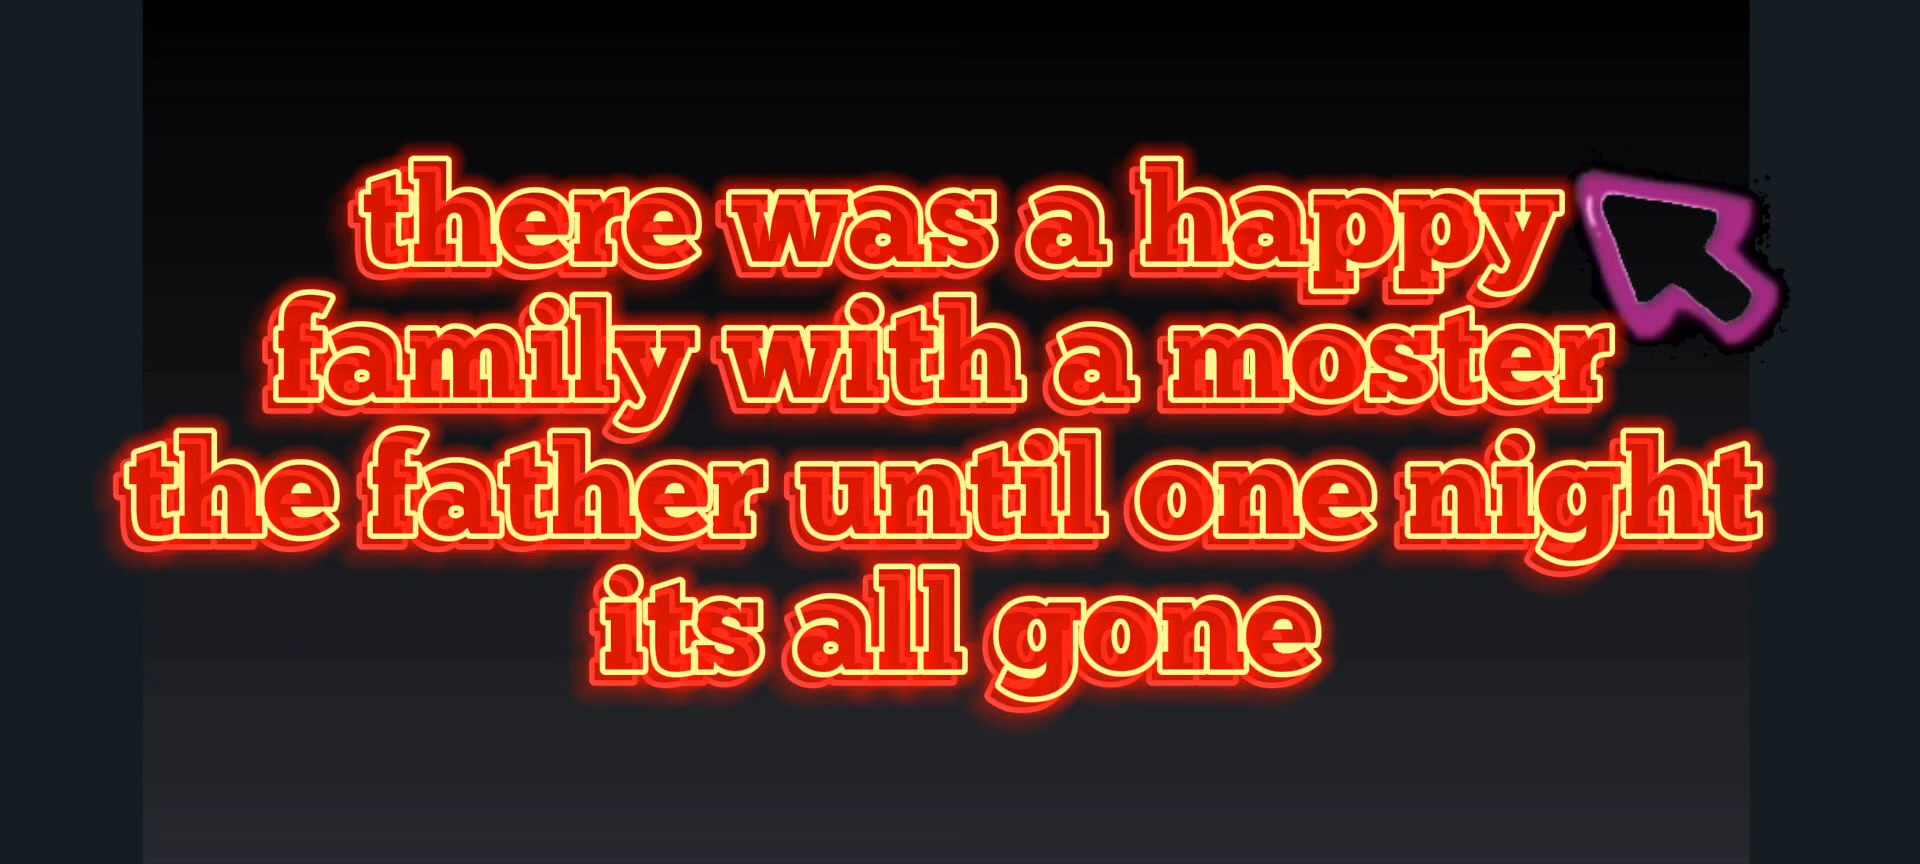 there was a happy
family with a moster
the father until one night
its all gone